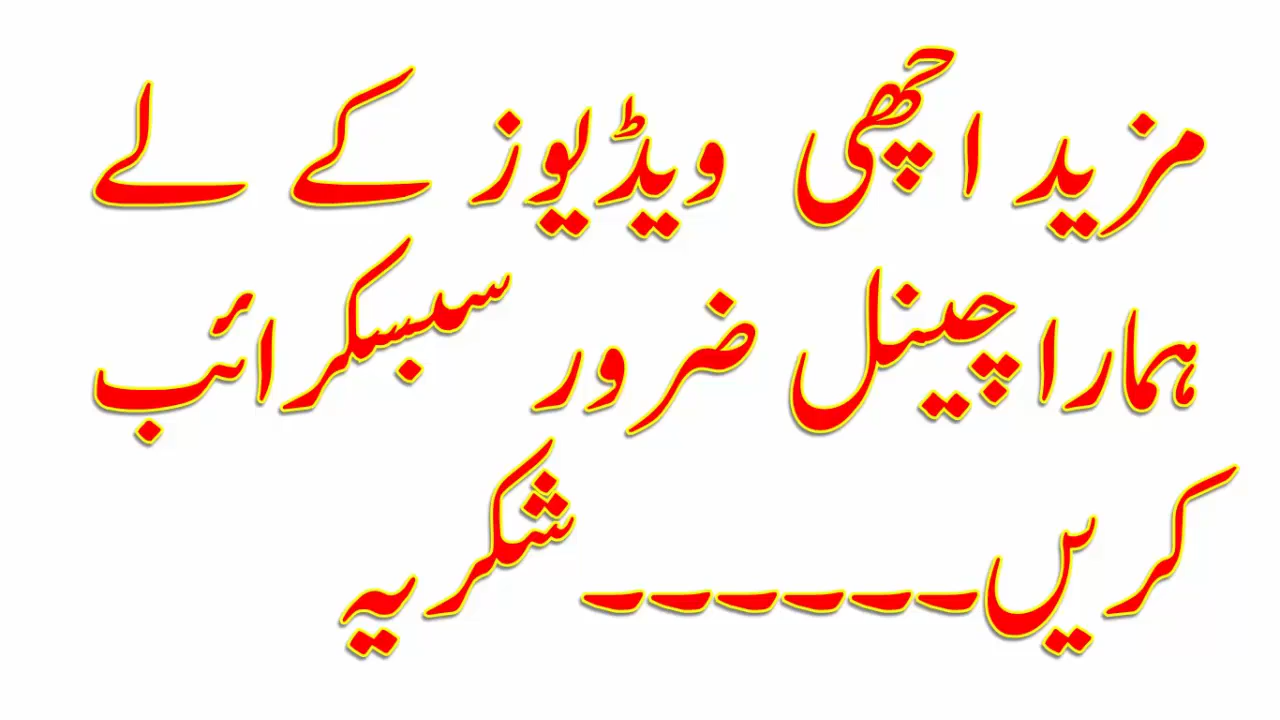 مزید اچھی ویڈیوز کے لے
ہمارا چینل ضرور سبسکرائب
کریں۔۔۔۔۔۔شکریہ